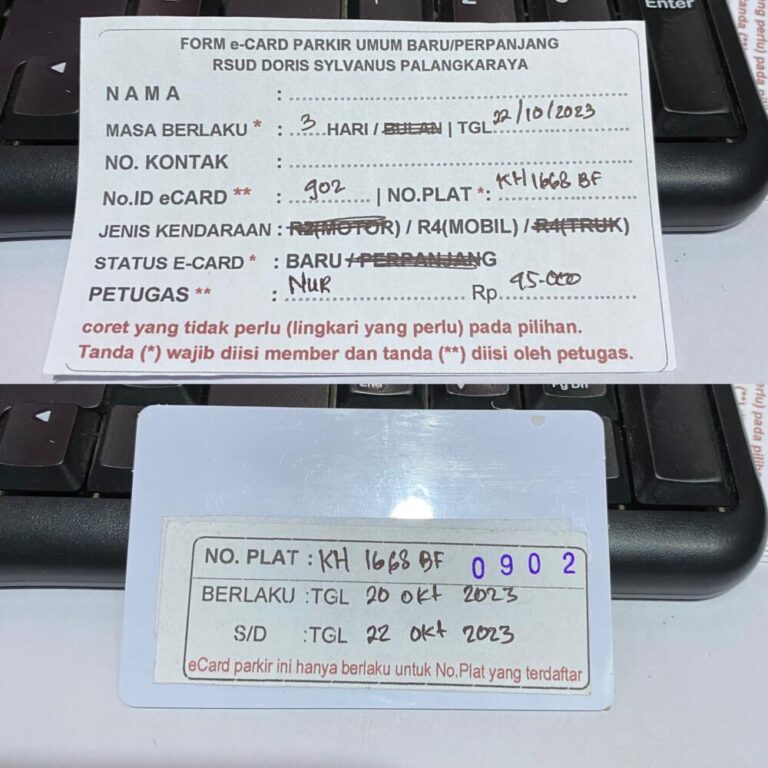 Enter
FORM e-CARD PARKIR UMUM BARU/PERPANJANG
RSUD DORIS SYLVANUS PALANGKARAYA
N A M A :
MASA BERLAKU * : 3 HARI / BULAN | TGL 22/10/2023
NO. KONTAK :
No.ID eCARD ** : 902 | NO.PLAT *: KH 1668 BF
JENIS KENDARAAN : R2(MOTOR) / R4(MOBIL) / R4(TRUK)
STATUS E-CARD * : BARU / PERPANJANG
PETUGAS ** : NUR Rp 95.000
coret yang tidak perlu (lingkari yang perlu) pada pilihan.
Tanda (*) wajib diisi member dan tanda (**) diisi oleh petugas.
End
Pg Dn
NO. PLAT : KH 1668 BF 0902
BERLAKU :TGL 20 Okt 2023
S/D :TGL 22 Okt 2023
eCard parkir ini hanya berlaku untuk No.Plat yang terdaftar